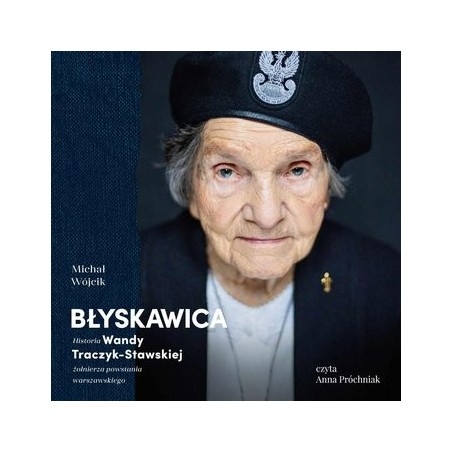 Michał
Wójcik
BŁYSKAWICA
Historia Wandy
Traczyk-Stawskiej
żołnierza powstania
warszawskiego
czyta
Anna Próchniak